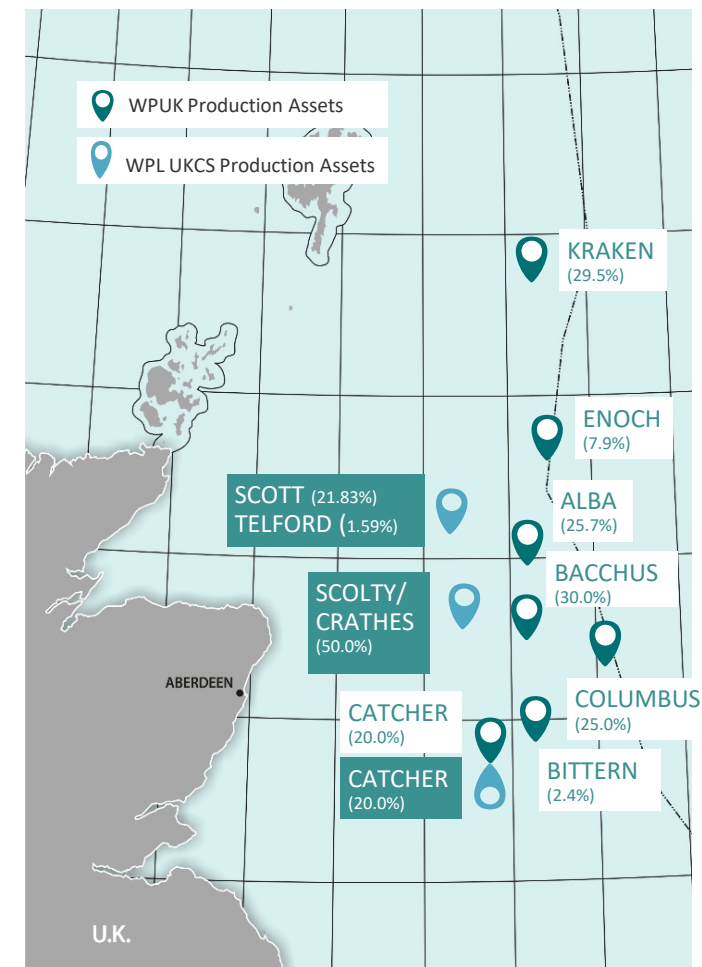 WPUK Production Assets
WPL UKCS Production Assets
KRAKEN
(29.5%)
ENOCH
(7.9%)
SCOTT (21.83%)
TELFORD (1.59%)
ALBA
(25.7%)
BACCHUS
(30.0%)
SCOLTY/
CRATHES
(50.0%)
ABERDEEN
COLUMBUS
(25.0%)
CATCHER
(20.0%)
BITTERN
(2.4%)
CATCHER
(20.0%)
U.K.